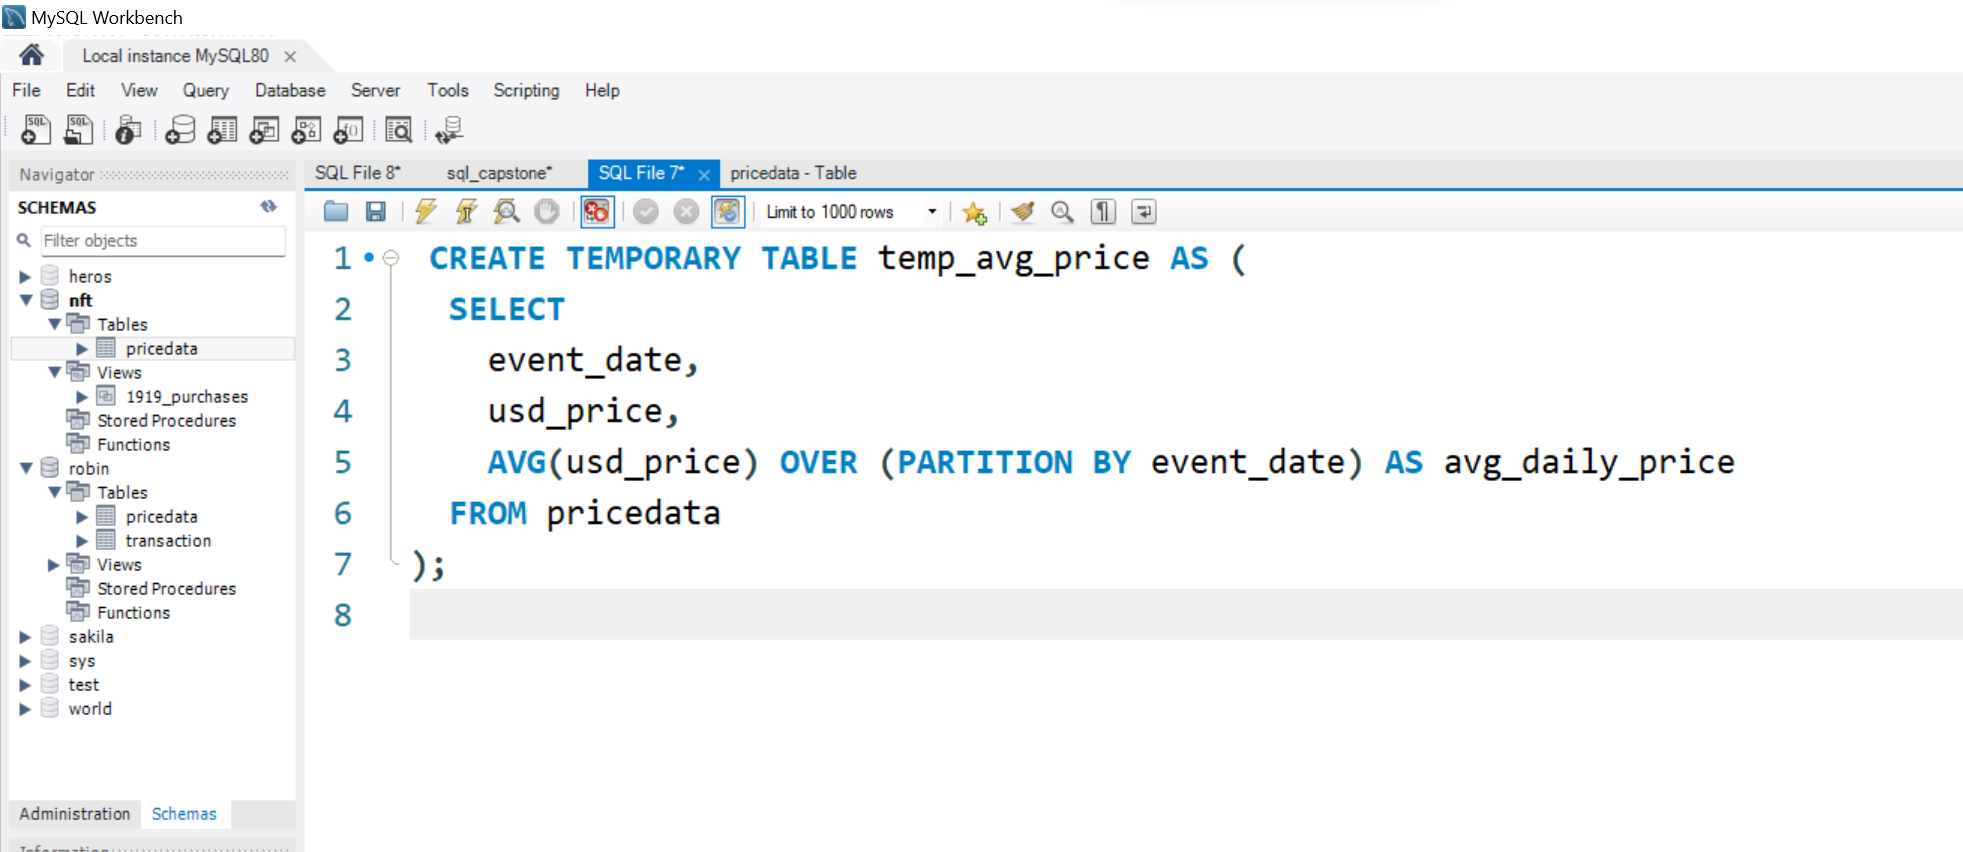 MySQL Workbench
Local instance MySQL80
File Edit View Query Database Server Tools Scripting Help
Navigator
SCHEMAS
Filter objects
heros
nft
Tables
pricedata
Views
1919_purchases
Stored Procedures
Functions
robin
Tables
pricedata
transaction
Views
Stored Procedures
Functions
sakila
sys
test
world
Administration Schemas
Information
SQL File 8* sql_capstone* SQL File 7* pricedata - Table
Limit to 1000 rows
1 CREATE TEMPORARY TABLE temp_avg_price AS (
2 SELECT
3 event_date,
4 usd_price,
5 AVG(usd_price) OVER (PARTITION BY event_date) AS avg_daily_price
6 FROM pricedata
7 );
8